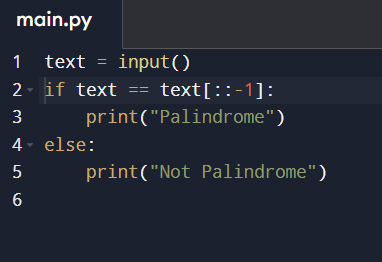 main.py
1 text = input()
2 if text == text[::-1]:
3     print("Palindrome")
4 else:
5     print("Not Palindrome")
6